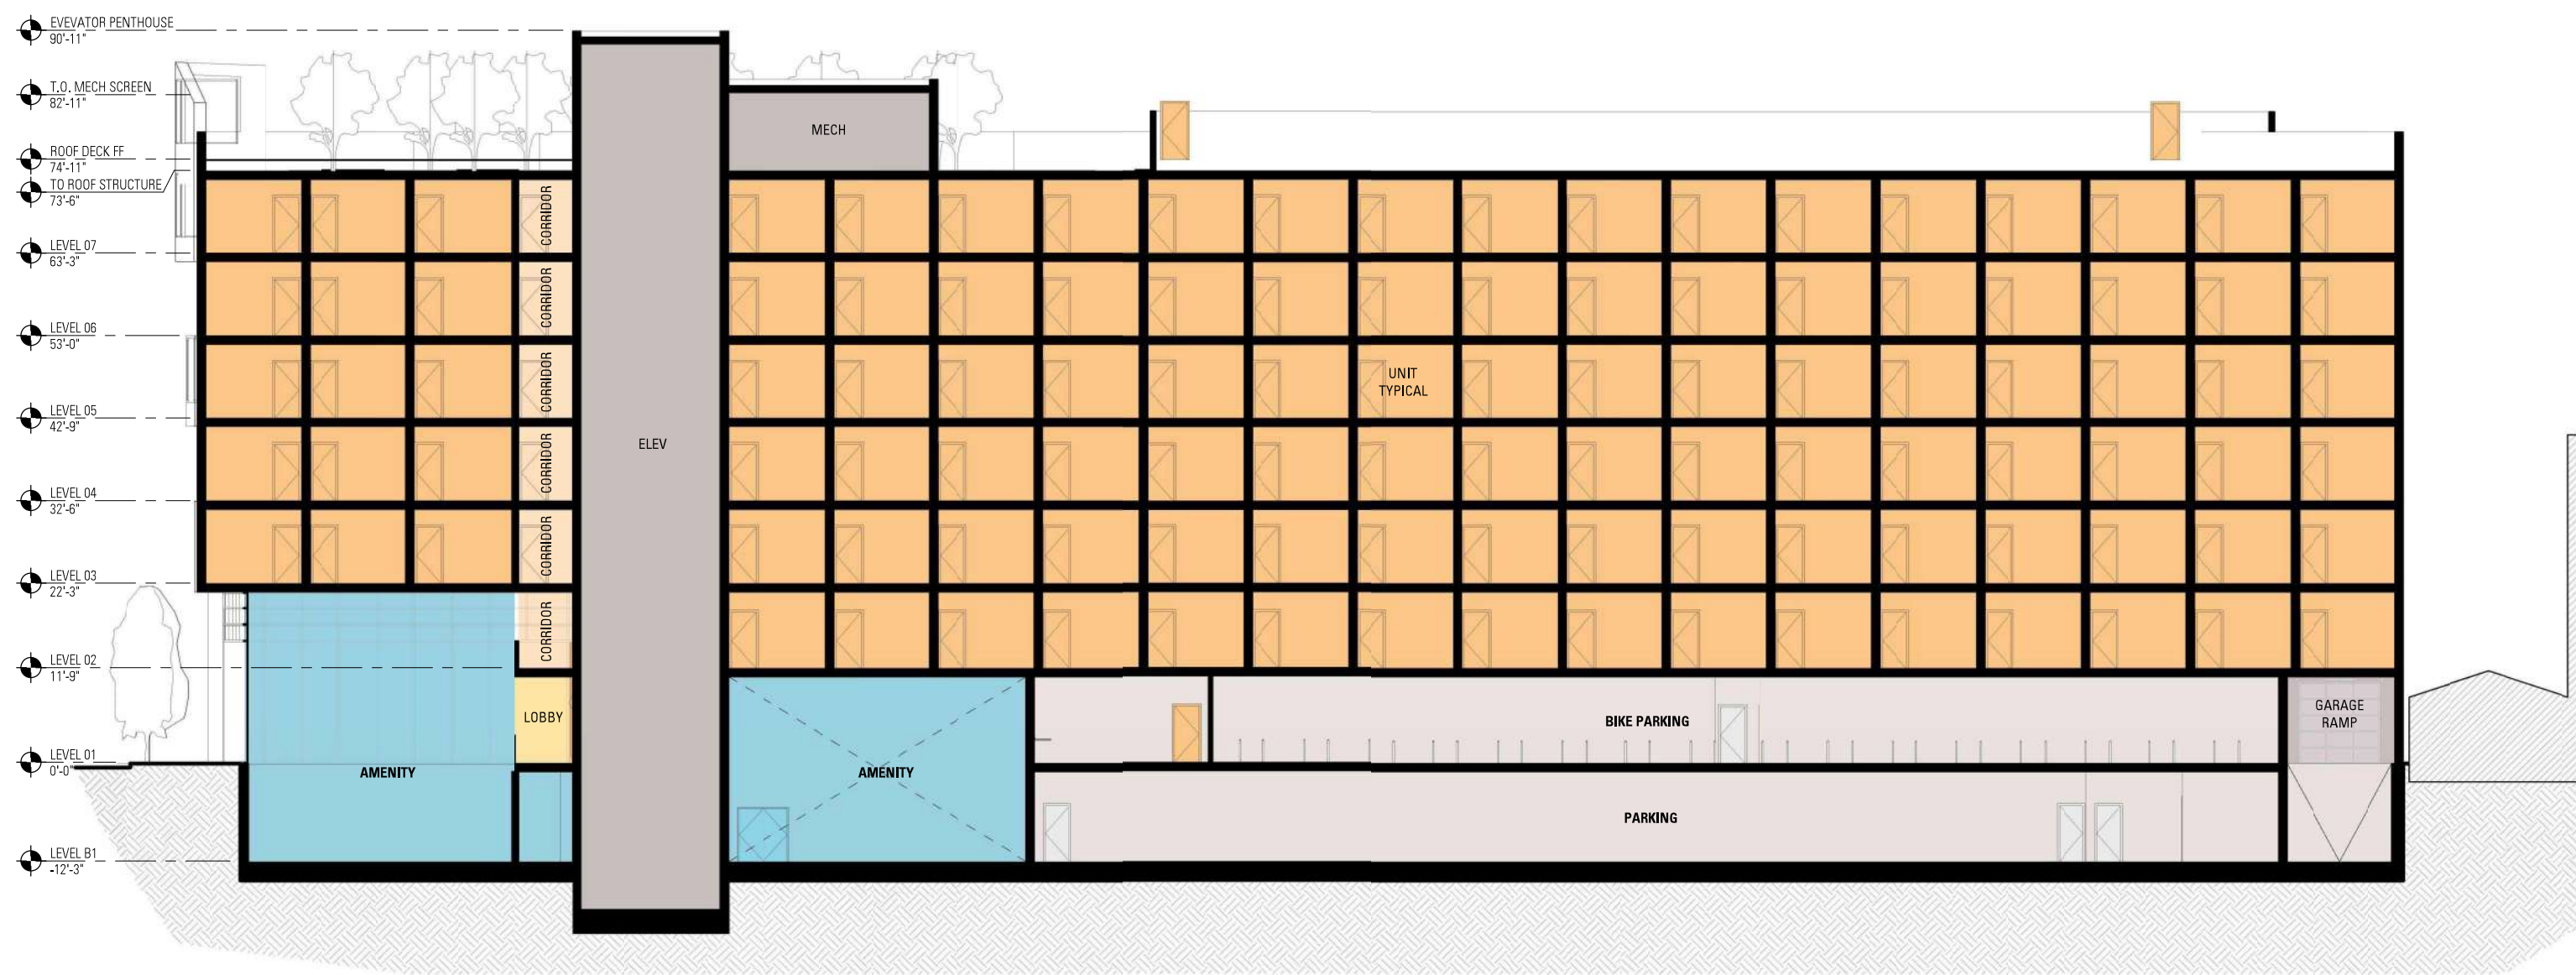 EVEVATOR PENTHOUSE
90'-11"
T.O. MECH SCREEN
82'-11"
ROOF DECK FF
74'-11"
TO ROOF STRUCTURE
73'-6"
LEVEL 07
63'-3"
LEVEL 06
53'-0"
LEVEL 05
42'-9"
LEVEL 04
32'-6"
LEVEL 03
22'-3"
LEVEL 02
11'-9"
LEVEL 01
0'-0"
LEVEL B1
-12'-3"
CORRIDOR
CORRIDOR
CORRIDOR
CORRIDOR
CORRIDOR
CORRIDOR
LOBBY
AMENITY
ELEV
MECH
UNIT
TYPICAL
AMENITY
BIKE PARKING
PARKING
GARAGE
RAMP